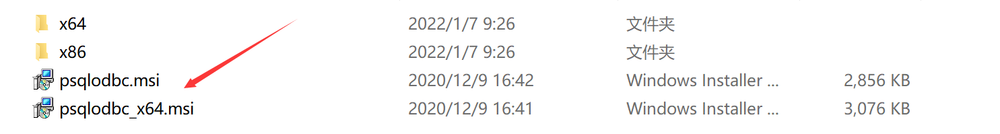 x64 2022/1/7 9:26 文件夹
x86 2022/1/7 9:26 文件夹
psqlodbc.msi 2020/12/9 16:42 Windows Installer ... 2,856 KB
psqlodbc_x64.msi 2020/12/9 16:41 Windows Installer ... 3,076 KB